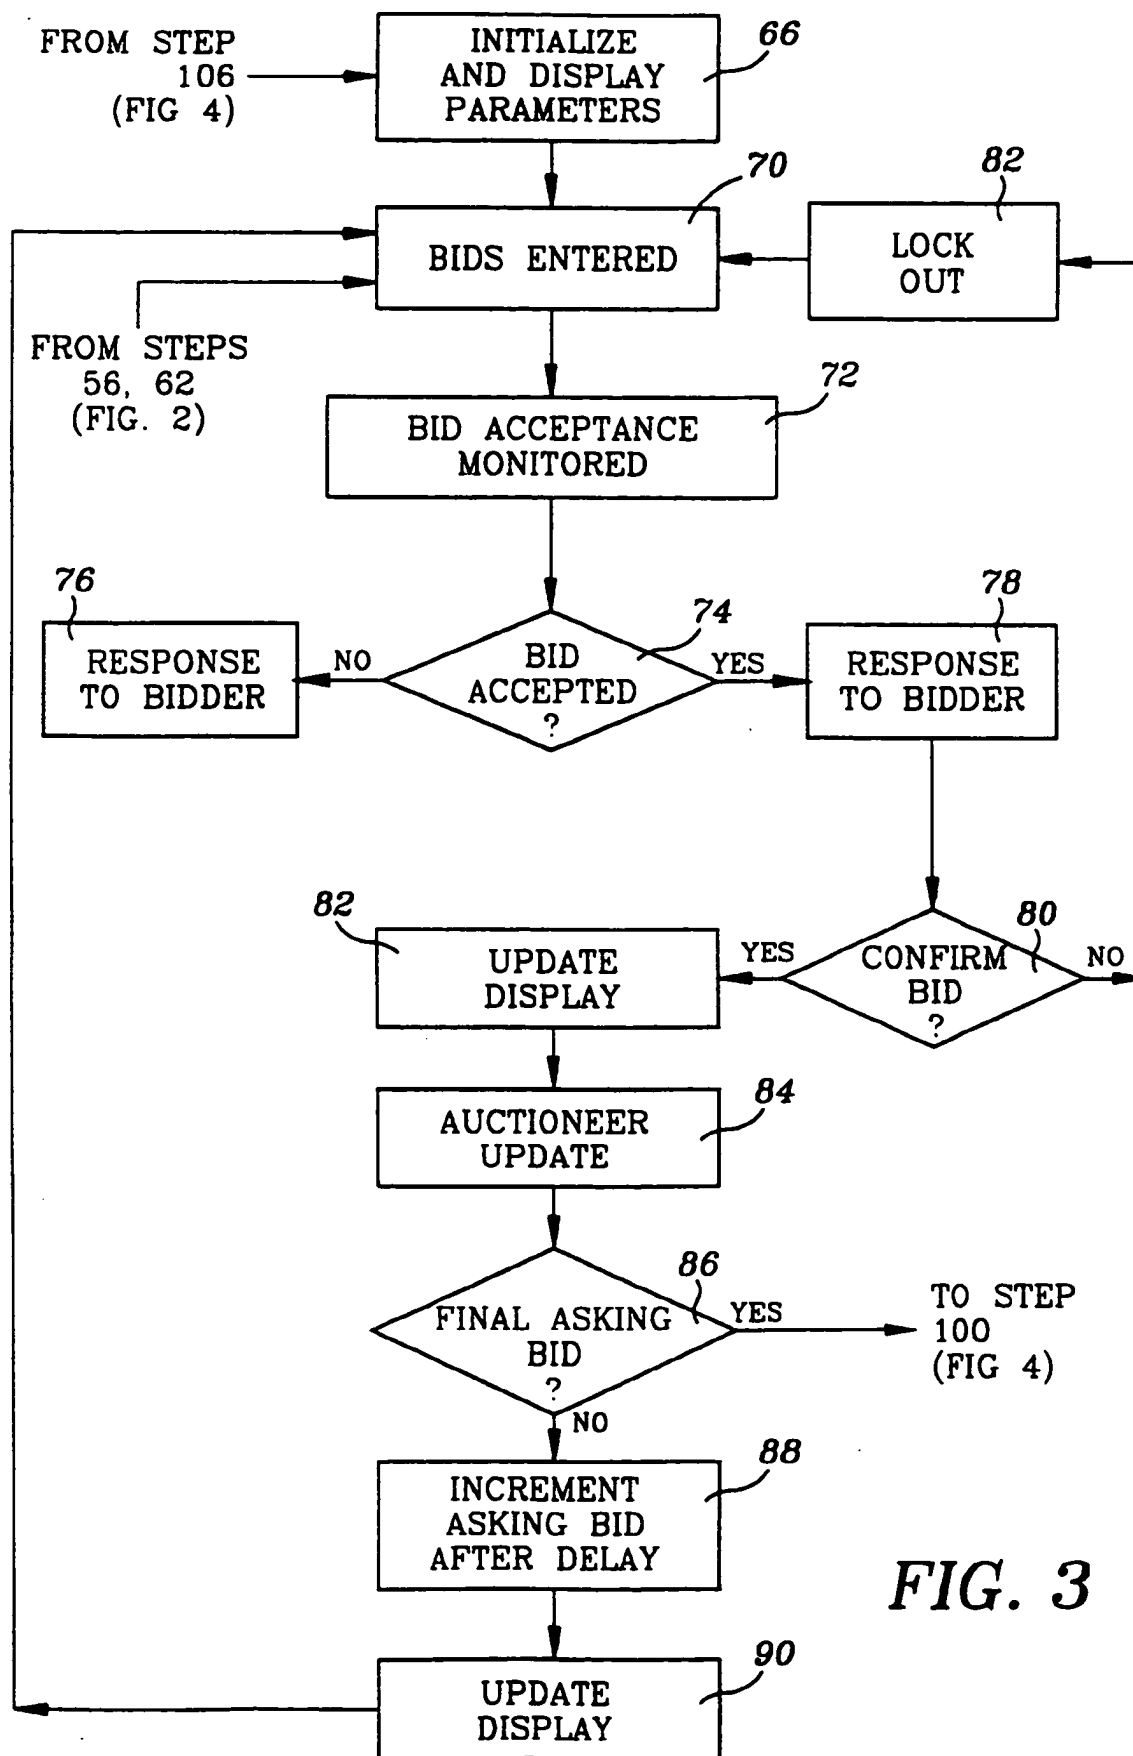 FROM STEP
106
(FIG 4)
INITIALIZE
AND DISPLAY
PARAMETERS
66
70
82
BIDS ENTERED
LOCK
OUT
FROM STEPS
56, 62
(FIG. 2)
72
BID ACCEPTANCE
MONITORED
76
74
78
RESPONSE
TO BIDDER
NO
BID
ACCEPTED
?
YES
RESPONSE
TO BIDDER
82
80
UPDATE
DISPLAY
YES
CONFIRM
BID
?
NO
84
AUCTIONEER
UPDATE
86
FINAL ASKING
BID
?
YES
TO STEP
100
(FIG 4)
NO
88
INCREMENT
ASKING BID
AFTER DELAY
FIG. 3
90
UPDATE
DISPLAY